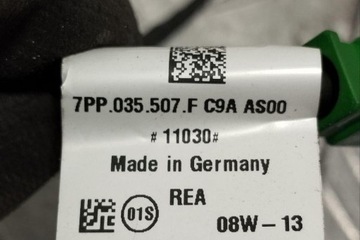 7PP.035.507.F C9A AS00
#11030#
Made in Germany
REA
01S
08W-13